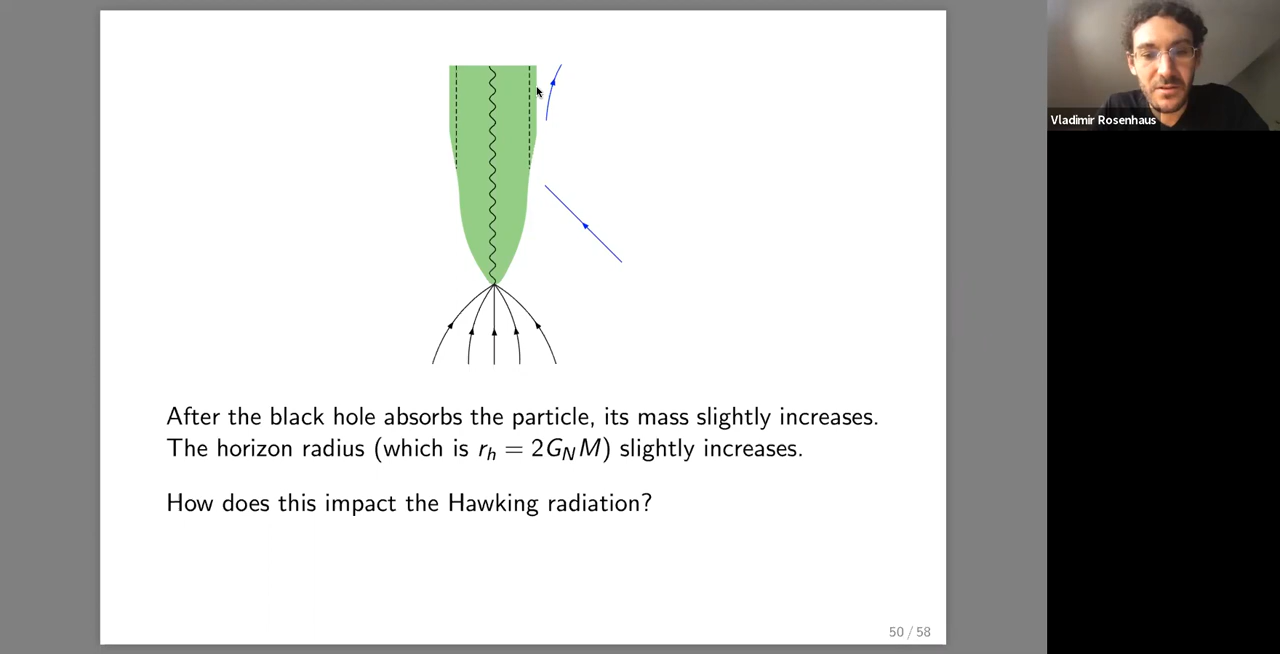 Vladimir Rosenhaus
After the black hole absorbs the particle, its mass slightly increases.
The horizon radius (which is r_h = 2G_N M) slightly increases.
How does this impact the Hawking radiation?
50 / 58